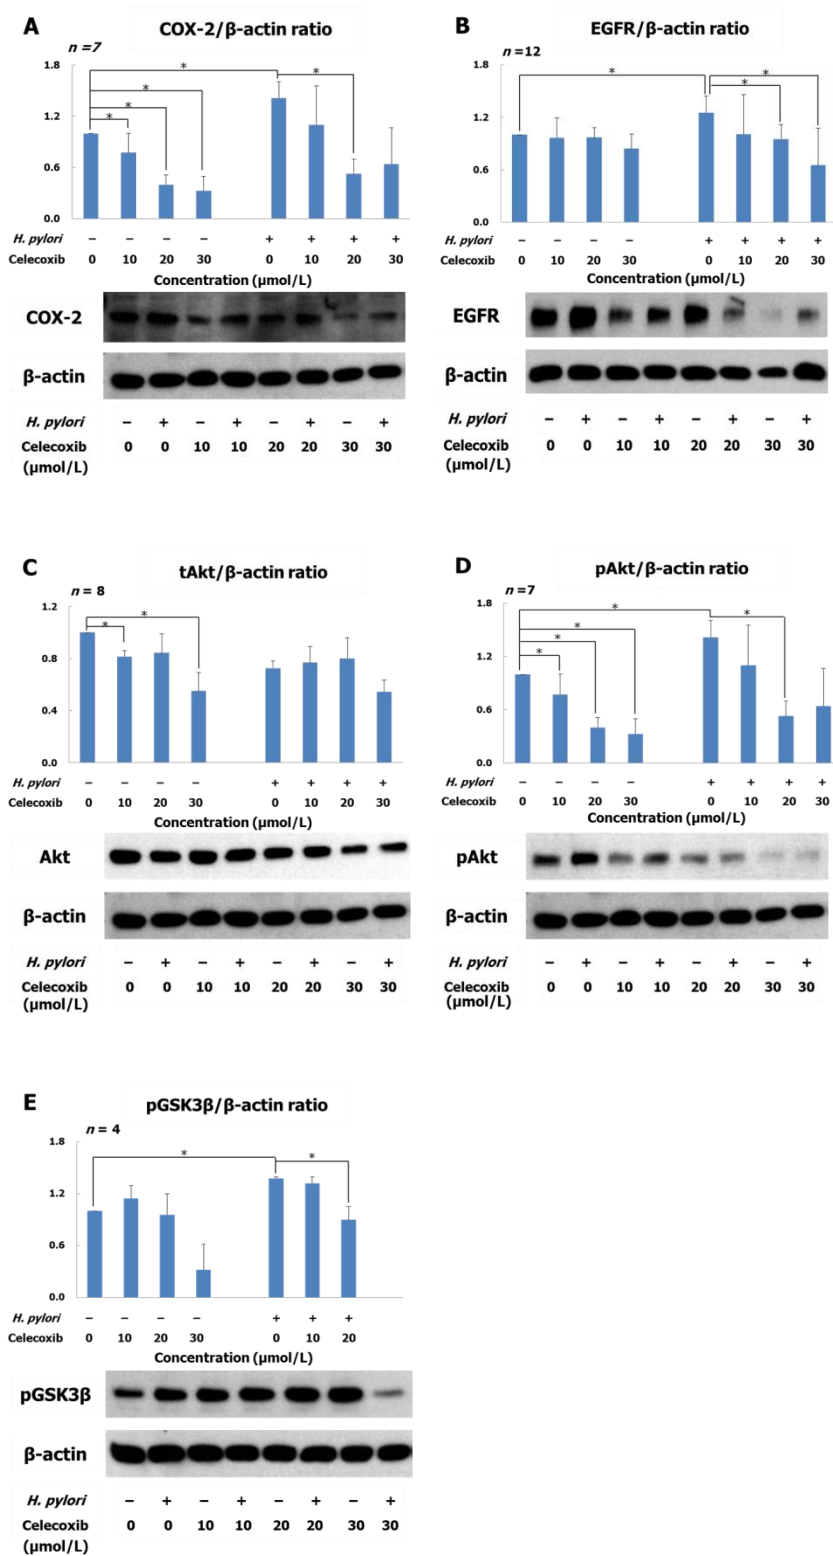 A
COX-2/β-actin ratio
n =7
1.8
*
*
*
*
1.2
*
0.6
0.0
H. pylori − − − − + + + +
Celecoxib 0 10 20 30 0 10 20 30
Concentration (μmol/L)
COX-2
β-actin
H. pylori − + − + − + − +
Celecoxib 0 0 10 10 20 20 30 30
(μmol/L)
B
EGFR/β-actin ratio
n =12
1.8
*
*
*
1.2
0.6
0.0
H. pylori − − − − + + + +
Celecoxib 0 10 20 30 0 10 20 30
Concentration (μmol/L)
EGFR
β-actin
H. pylori − + − + − + − +
Celecoxib 0 0 10 10 20 20 30 30
(μmol/L)
C
tAkt/β-actin ratio
n = 8
1.2
*
*
0.8
0.4
0.0
H. pylori − − − − + + + +
Celecoxib 0 10 20 30 0 10 20 30
Concentration (μmol/L)
Akt
β-actin
H. pylori − + − + − + − +
Celecoxib 0 0 10 10 20 20 30 30
(μmol/L)
D
pAkt/β-actin ratio
n =7
1.8
*
*
*
*
1.2
*
0.6
0.0
H. pylori − − − − + + + +
Celecoxib 0 10 20 30 0 10 20 30
Concentration (μmol/L)
pAkt
β-actin
H. pylori − + − + − + − +
Celecoxib 0 0 10 10 20 20 30 30
(μmol/L)
E
pGSK3β/β-actin ratio
n = 4
1.8
*
*
1.2
0.6
0.0
H. pylori − − − − + + +
Celecoxib 0 10 20 30 0 10 20
Concentration (μmol/L)
pGSK3β
β-actin
H. pylori − + − + − + − +
Celecoxib 0 0 10 10 20 20 30 30
(μmol/L)